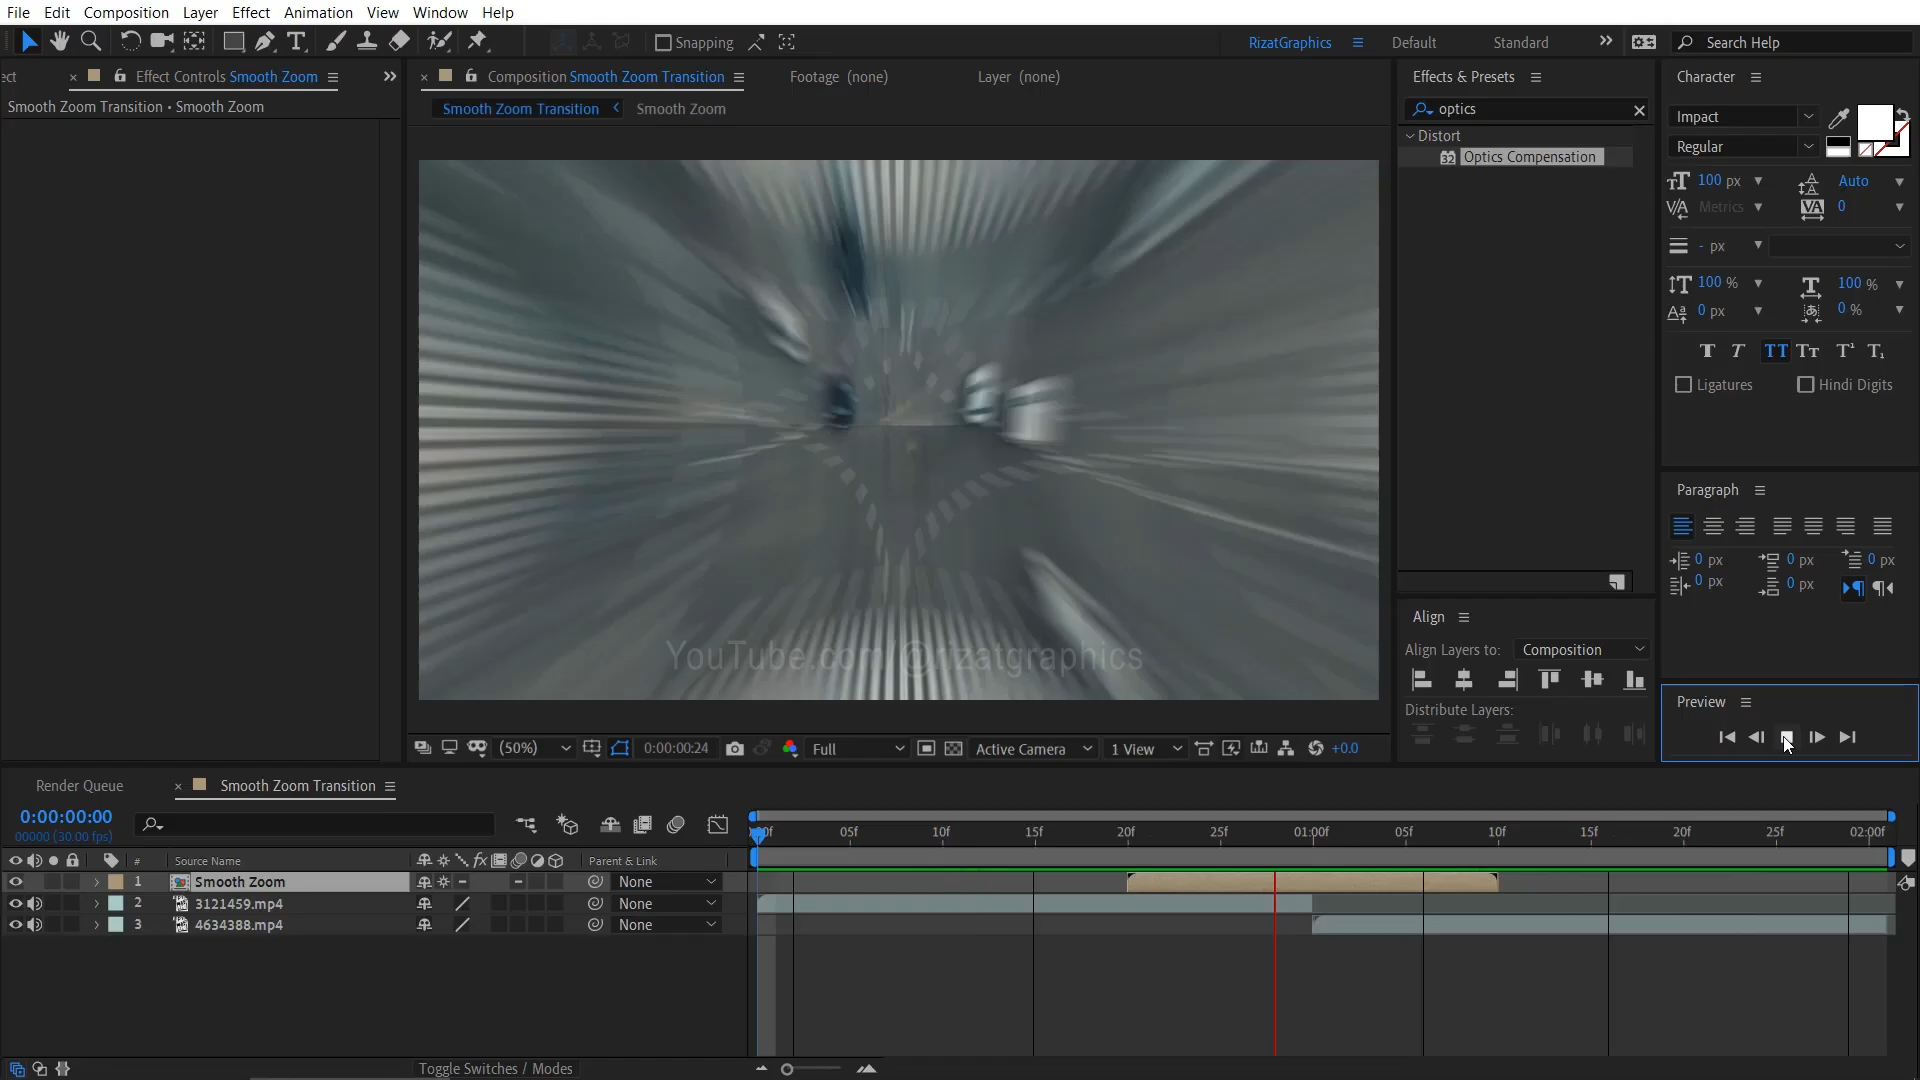 File Edit Composition Layer Effect Animation View Window Help
Snapping
RizatGraphics Default Standard Search Help
ect Effect Controls Smooth Zoom
Composition Smooth Zoom Transition Footage (none) Layer (none)
Effects & Presets
Character
Smooth Zoom Transition • Smooth Zoom
Smooth Zoom Transition Smooth Zoom
optics
Distort
32 Optics Compensation
Impact
Regular
100 px Auto
Metrics 0
- px
100 % 100 %
0 px 0 %
Ligatures Hindi Digits
Paragraph
0 px 0 px 0 px
0 px 0 px
Align
Align Layers to: Composition
Distribute Layers:
Preview
YouTube.com/@rizatgraphics
(50%) 0:00:00:24 Full Active Camera 1 View +0.0
Render Queue Smooth Zoom Transition
0:00:00:00
00000 (30.00 fps)
00f 05f 10f 15f 20f 25f 01:00f 05f 10f 15f 20f 25f 02:00f
# Source Name Parent & Link
1 Smooth Zoom None
2 3121459.mp4 None
3 4634388.mp4 None
Toggle Switches / Modes